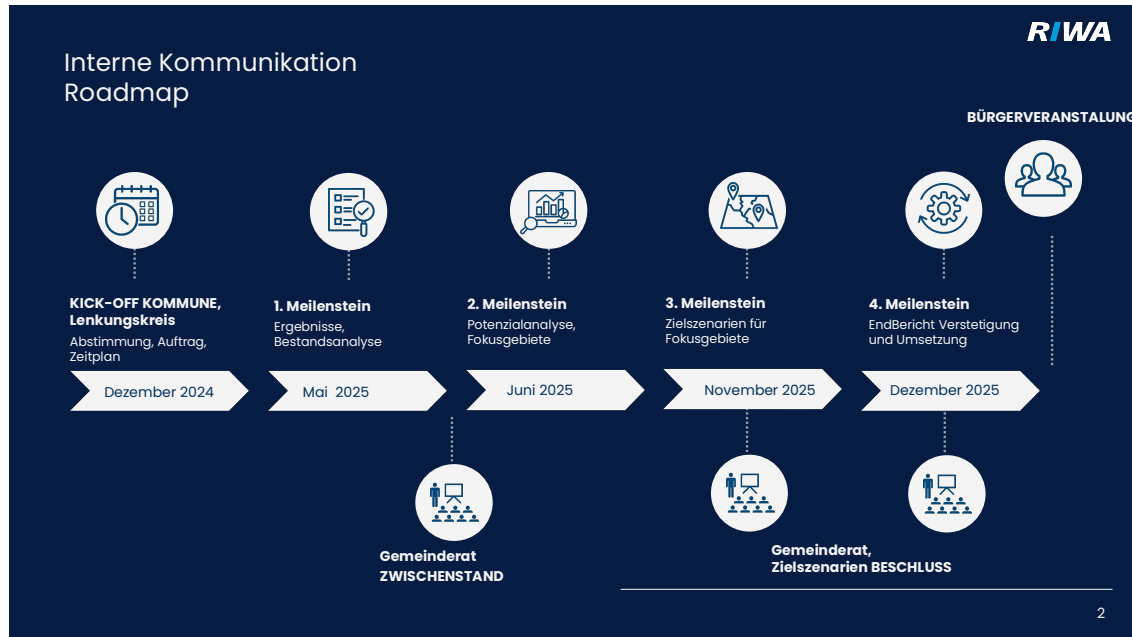 RIWA
Interne Kommunikation
Roadmap
BÜRGERVERANSTALUNG
KICK-OFF KOMMUNE,
Lenkungskreis
Abstimmung, Auftrag,
Zeitplan
1. Meilenstein
Ergebnisse,
Bestandsanalyse
2. Meilenstein
Potenzialanalyse,
Fokusgebiete
3. Meilenstein
Zielszenarien für
Fokusgebiete
4. Meilenstein
EndBericht Verstetigung
und Umsetzung
Dezember 2024
Mai  2025
Juni 2025
November 2025
Dezember 2025
Gemeinderat
ZWISCHENSTAND
Gemeinderat,
Zielszenarien BESCHLUSS
2